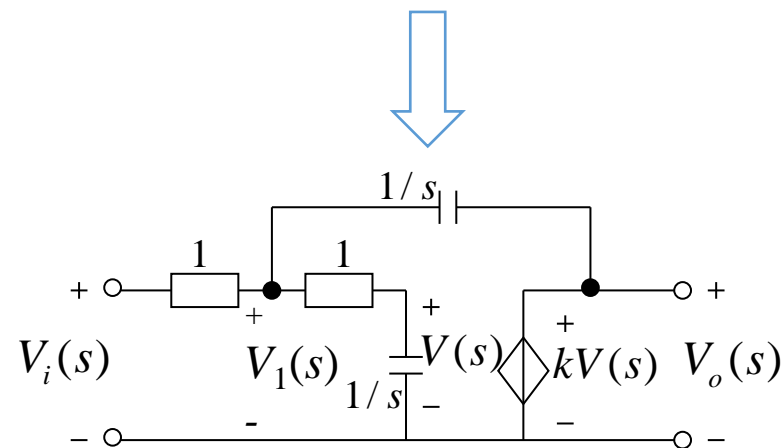 1/s
1 1
+ + + + +
V_i(s) V_1(s) V(s) kV(s) V_o(s)
1/s
− - − − −